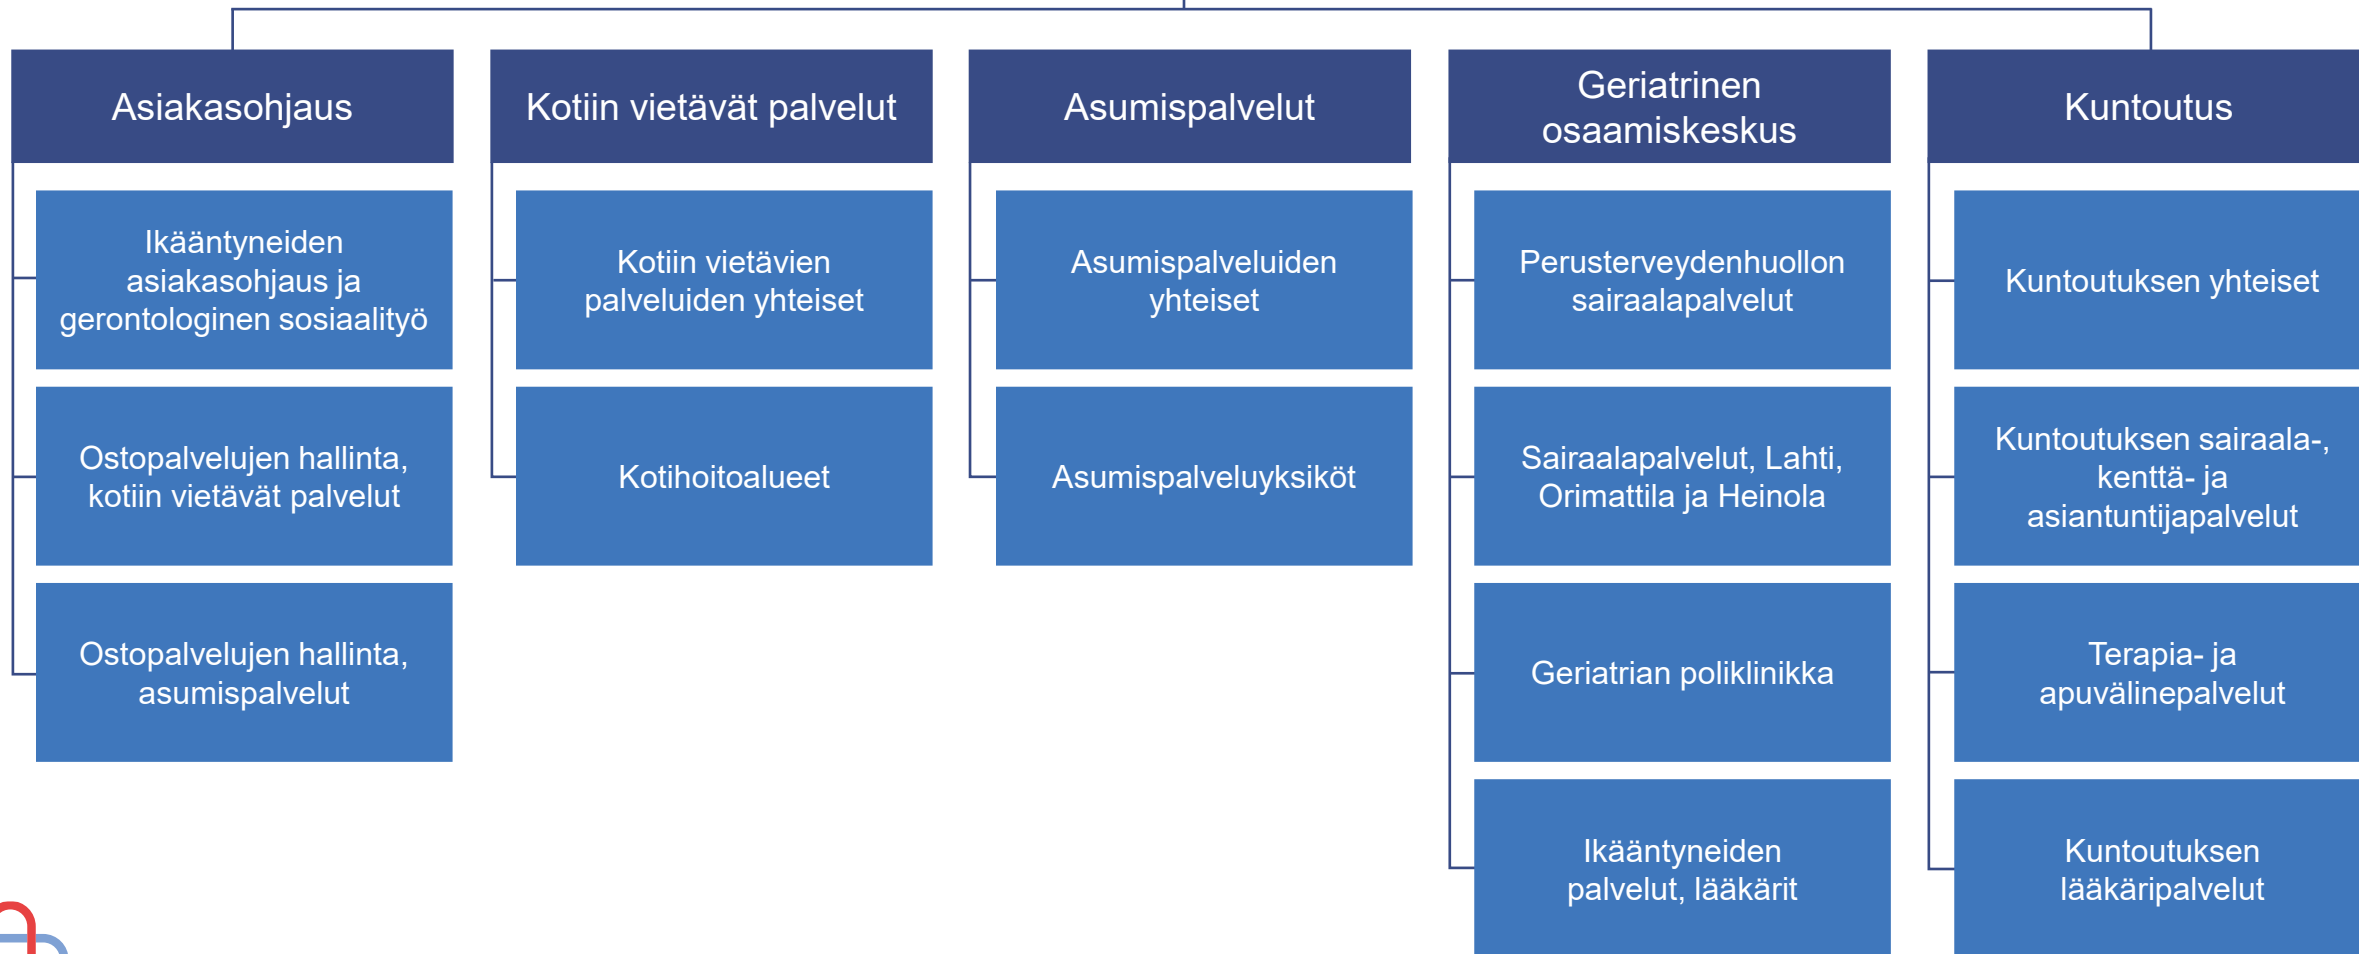 Asiakasohjaus
Ikääntyneiden
asiakasohjaus ja
gerontologinen sosiaalityö
Ostopalvelujen hallinta,
kotiin vietävät palvelut
Ostopalvelujen hallinta,
asumispalvelut
Kotiin vietävät palvelut
Kotiin vietävien
palveluiden yhteiset
Kotihoitoalueet
Asumispalvelut
Asumispalveluiden
yhteiset
Asumispalveluyksiköt
Geriatrinen
osaamiskeskus
Perusterveydenhuollon
sairaalapalvelut
Sairaalapalvelut, Lahti,
Orimattila ja Heinola
Geriatrian poliklinikka
Ikääntyneiden
palvelut, lääkärit
Kuntoutus
Kuntoutuksen yhteiset
Kuntoutuksen sairaala-,
kenttä- ja
asiantuntijapalvelut
Terapia- ja
apuvälinepalvelut
Kuntoutuksen
lääkäripalvelut